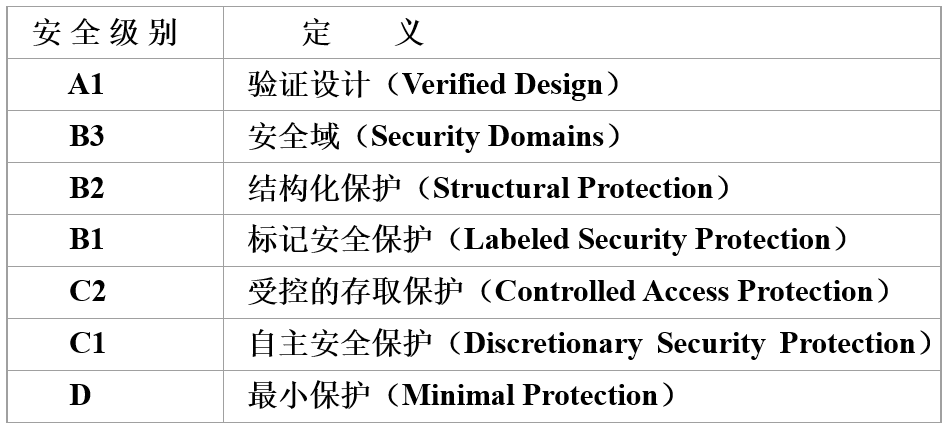 安全级别 定 义
A1 验证设计（Verified Design）
B3 安全域（Security Domains）
B2 结构化保护（Structural Protection）
B1 标记安全保护（Labeled Security Protection）
C2 受控的存取保护（Controlled Access Protection）
C1 自主安全保护（Discretionary Security Protection）
D 最小保护（Minimal Protection）